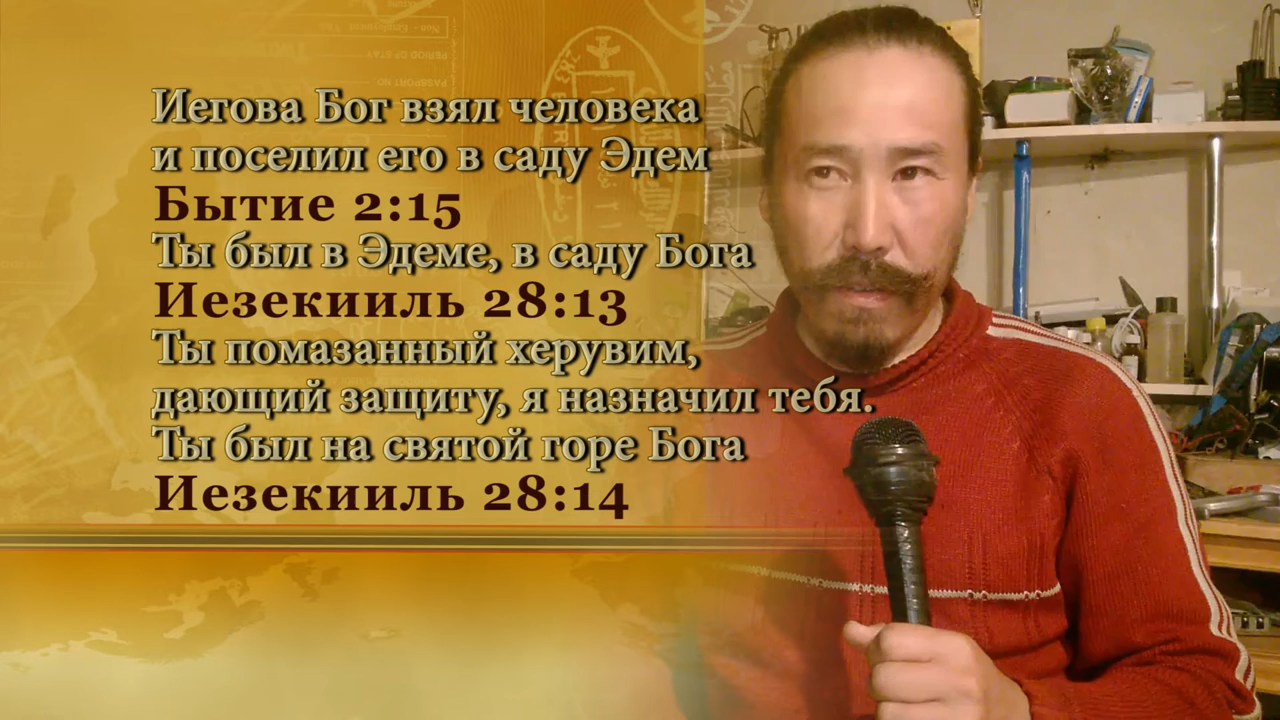 Иегова Бог взял человека
и поселил его в саду Эдем
Бытие 2:15
Ты был в Эдеме, в саду Бога
Иезекииль 28:13
Ты помазанный херувим,
дающий защиту, я назначил тебя.
Ты был на святой горе Бога
Иезекииль 28:14